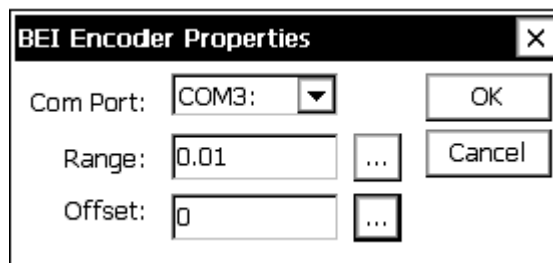 BEI Encoder Properties
Com Port: COM3: OK
Range: 0.01 ... Cancel
Offset: 0 ...